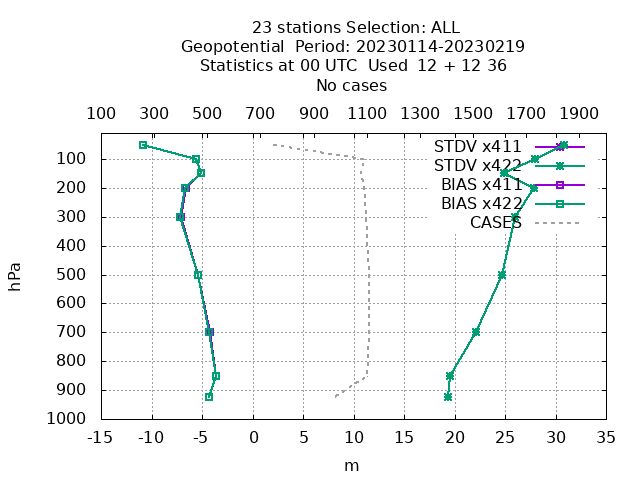 23 stations Selection: ALL
Geopotential  Period: 20230114-20230219
Statistics at 00 UTC  Used  12 + 12 36
No cases
100 300 500 700 900 1100 1300 1500 1700 1900
STDV x411
STDV x422
BIAS x411
BIAS x422
CASES
hPa
100
200
300
400
500
600
700
800
900
1000
-15 -10 -5 0 5 10 15 20 25 30 35
m